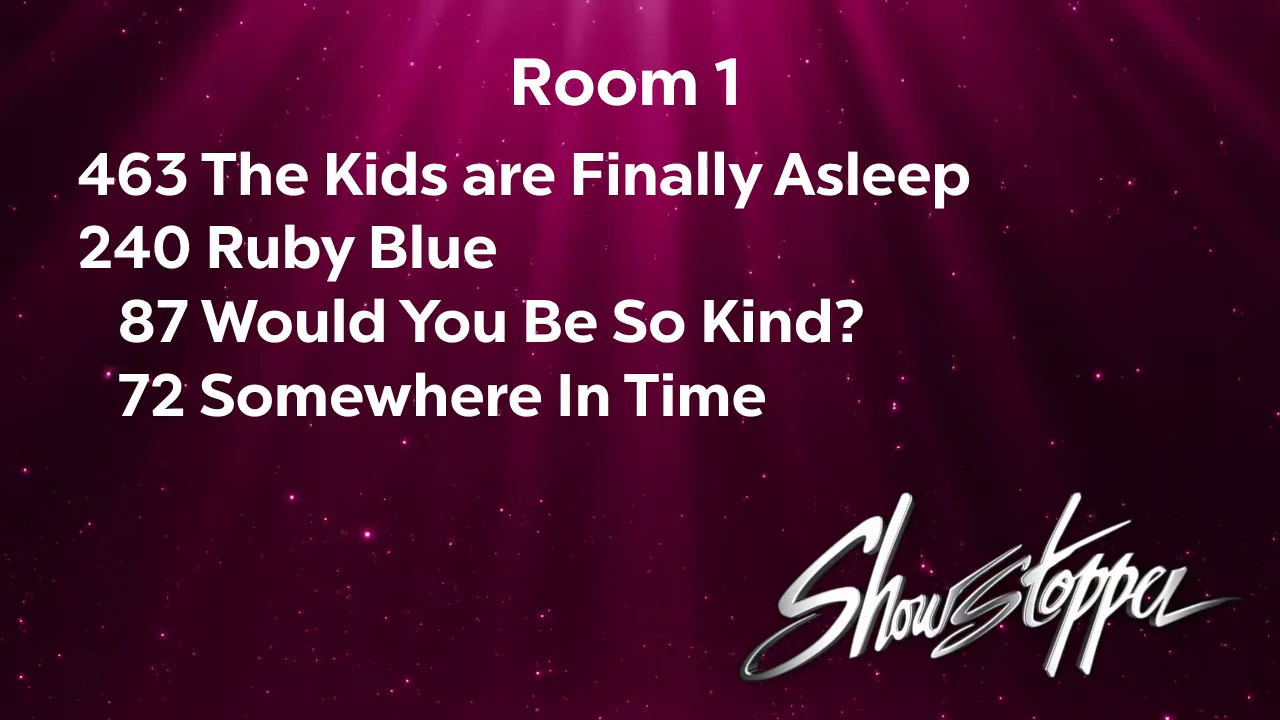 Room 1
463 The Kids are Finally Asleep
240 Ruby Blue
87 Would You Be So Kind?
72 Somewhere In Time
ShowStopper